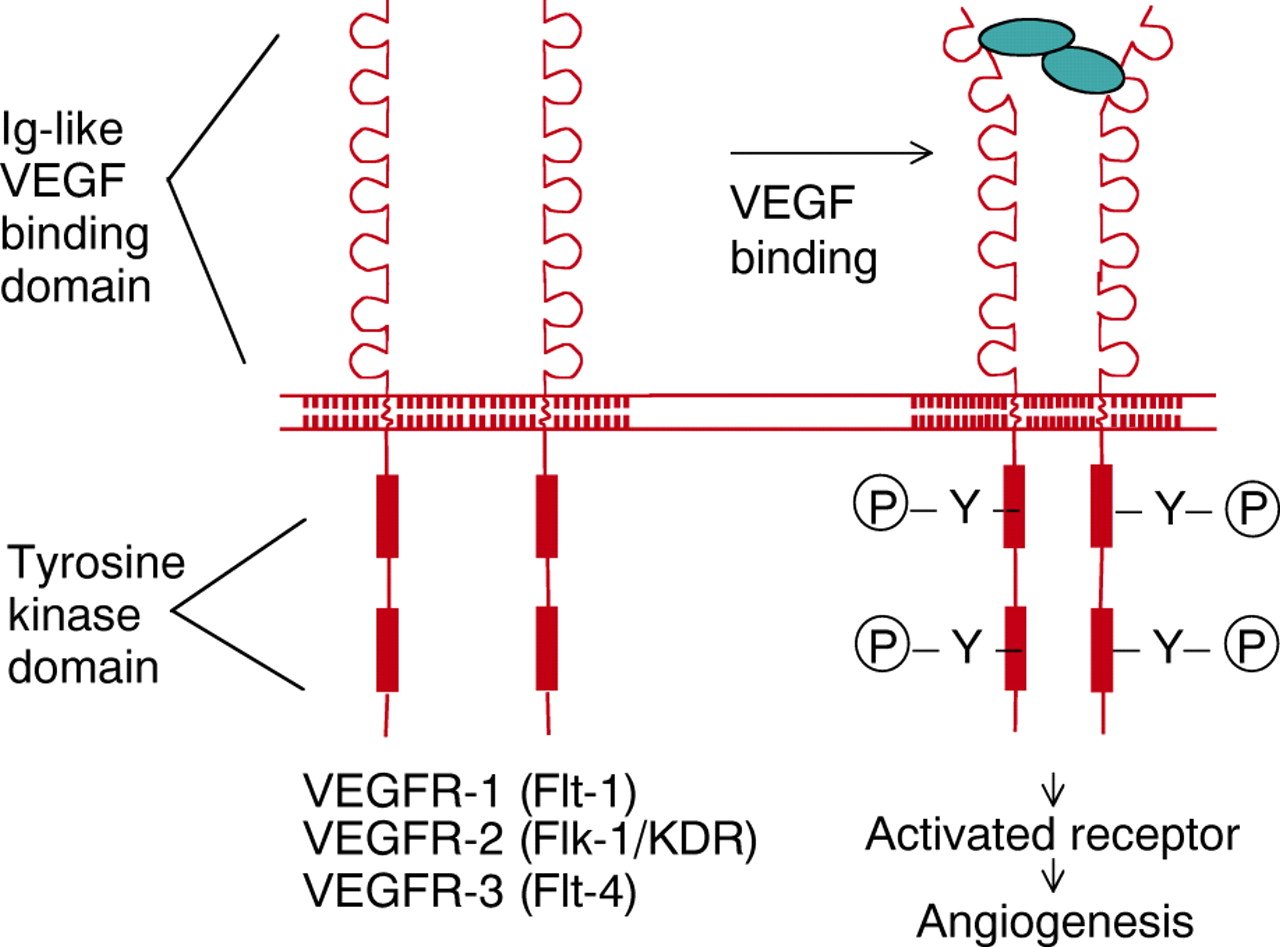 Ig-like
VEGF
binding
domain
VEGF
binding
Tyrosine
kinase
domain
P – Y –
– Y – P
P – Y –
– Y – P
VEGFR-1 (Flt-1)
VEGFR-2 (Flk-1/KDR)
VEGFR-3 (Flt-4)
Activated receptor
Angiogenesis